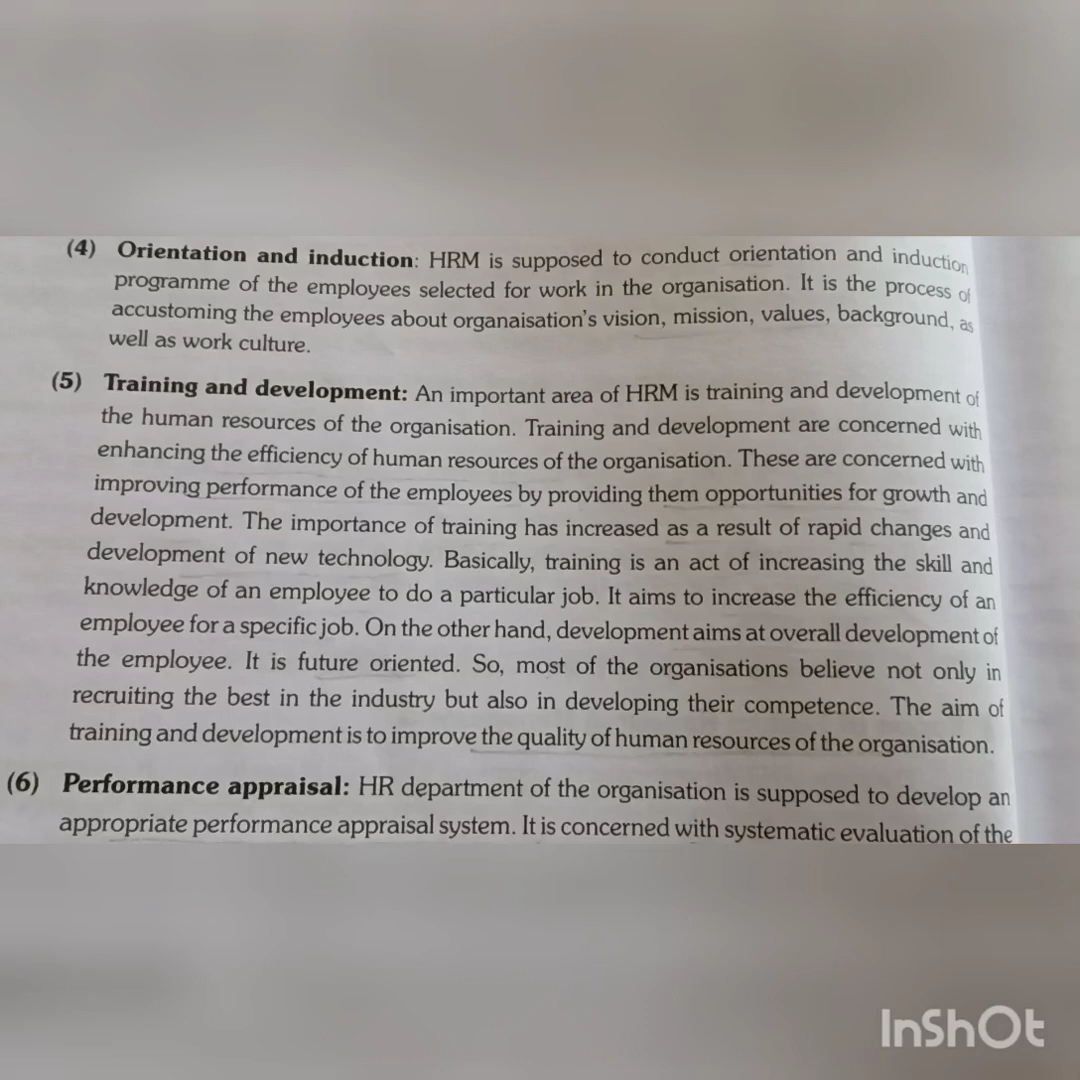 (4) Orientation and induction: HRM is supposed to conduct orientation and induction
programme of the employees selected for work in the organisation. It is the process of
accustoming the employees about organaisation's vision, mission, values, background, as
well as work culture.
(5) Training and development: An important area of HRM is training and development of
the human resources of the organisation. Training and development are concerned with
enhancing the efficiency of human resources of the organisation. These are concerned with
improving performance of the employees by providing them opportunities for growth and
development. The importance of training has increased as a result of rapid changes and
development of new technology. Basically, training is an act of increasing the skill and
knowledge of an employee to do a particular job. It aims to increase the efficiency of an
employee for a specific job. On the other hand, development aims at overall development of
the employee. It is future oriented. So, most of the organisations believe not only in
recruiting the best in the industry but also in developing their competence. The aim of
training and development is to improve the quality of human resources of the organisation.
(6) Performance appraisal: HR department of the organisation is supposed to develop an
appropriate performance appraisal system. It is concerned with systematic evaluation of the
InShOt